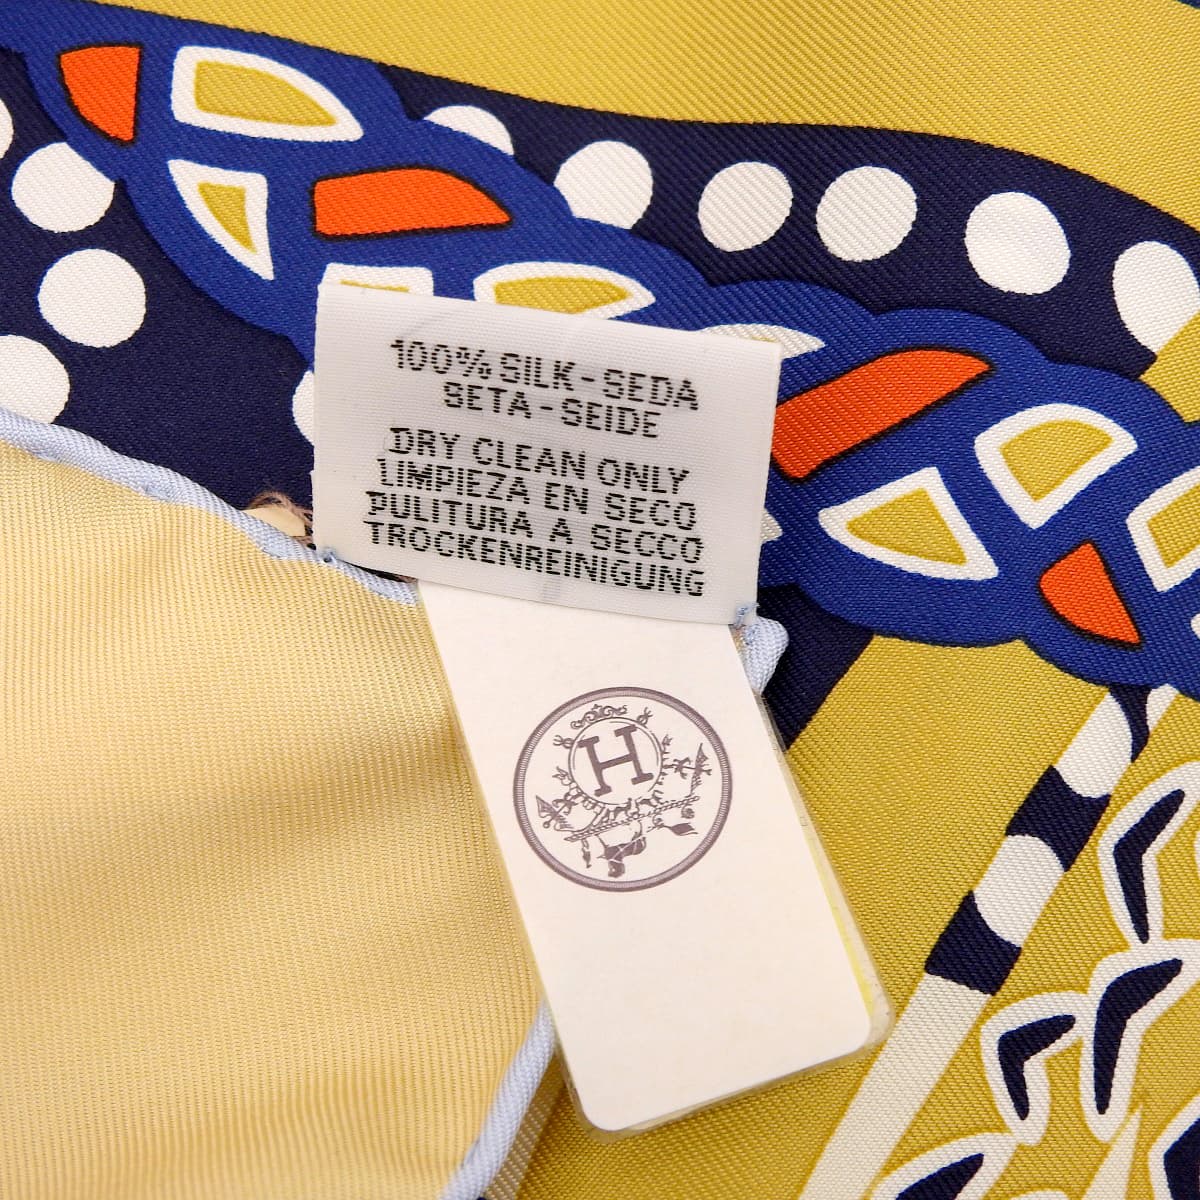 100% SILK - SEDA
SETA - SEIDE
DRY CLEAN ONLY
LIMPIEZA EN SECO
PULITURA A SECCO
TROCKENREINIGUNG
H